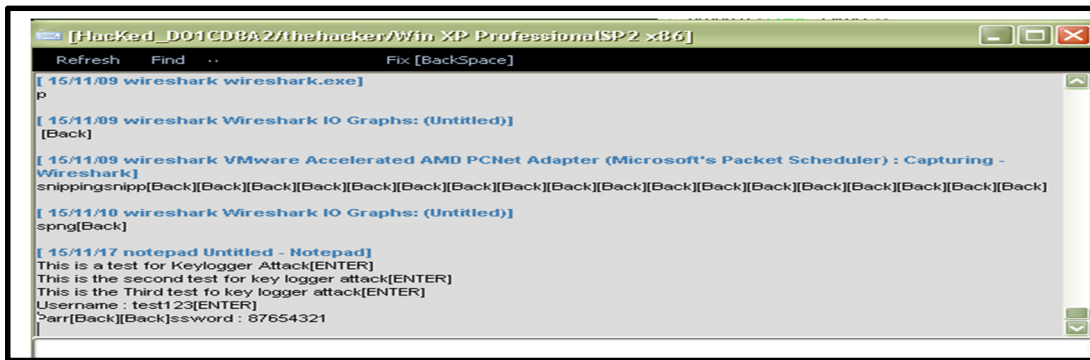 [HacKed_D01CD8A2/thehacker/Win XP ProfessionalSP2 x86]
Refresh Find .. Fix [BackSpace]
[ 15/11/09 wireshark wireshark.exe]
p
[ 15/11/09 wireshark Wireshark IO Graphs: (Untitled)]
[Back]
[ 15/11/09 wireshark VMware Accelerated AMD PCNet Adapter (Microsoft's Packet Scheduler) : Capturing -
Wireshark]
snippingsnipp[Back][Back][Back][Back][Back][Back][Back][Back][Back][Back][Back][Back][Back][Back][Back][Back][Back][Back]
[ 15/11/10 wireshark Wireshark IO Graphs: (Untitled)]
spng[Back]
[ 15/11/17 notepad Untitled - Notepad]
This is a test for Keylogger Attack[ENTER]
This is the second test for key logger attack[ENTER]
This is the Third test fo key logger attack[ENTER]
Username : test123[ENTER]
Parr[Back][Back]ssword : 87654321